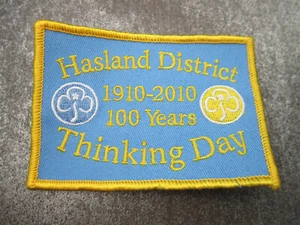 Hasland District
1910-2010
100 Years
Thinking Day